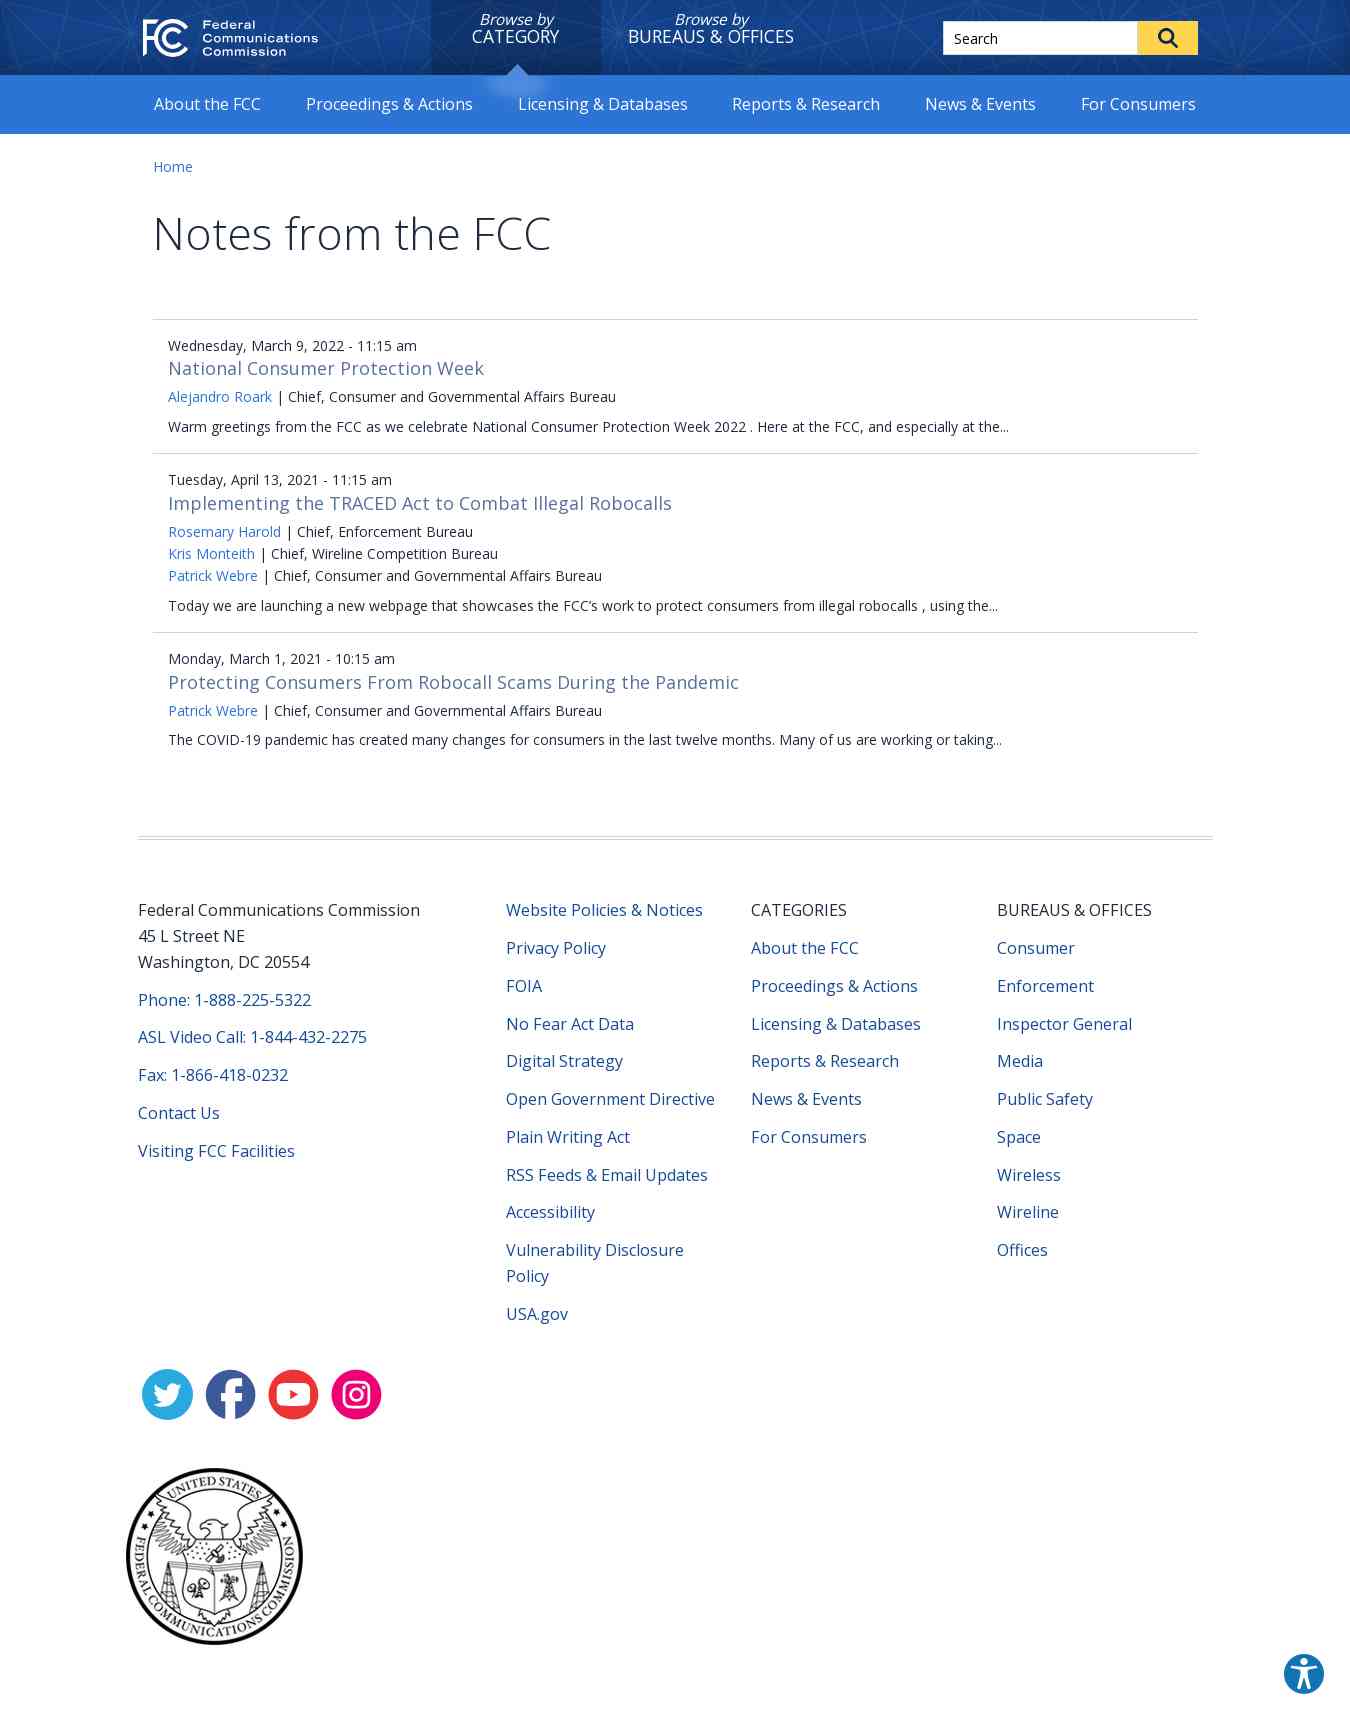 Federal
Communications
Commission
Browse by
CATEGORY
Browse by
BUREAUS & OFFICES
Search
About the FCC
Proceedings & Actions
Licensing & Databases
Reports & Research
News & Events
For Consumers
Home
Notes from the FCC
Wednesday, March 9, 2022 - 11:15 am
National Consumer Protection Week
Alejandro Roark | Chief, Consumer and Governmental Affairs Bureau
Warm greetings from the FCC as we celebrate National Consumer Protection Week 2022 . Here at the FCC, and especially at the...
Tuesday, April 13, 2021 - 11:15 am
Implementing the TRACED Act to Combat Illegal Robocalls
Rosemary Harold | Chief, Enforcement Bureau
Kris Monteith | Chief, Wireline Competition Bureau
Patrick Webre | Chief, Consumer and Governmental Affairs Bureau
Today we are launching a new webpage that showcases the FCC’s work to protect consumers from illegal robocalls , using the...
Monday, March 1, 2021 - 10:15 am
Protecting Consumers From Robocall Scams During the Pandemic
Patrick Webre | Chief, Consumer and Governmental Affairs Bureau
The COVID-19 pandemic has created many changes for consumers in the last twelve months. Many of us are working or taking...
Federal Communications Commission
45 L Street NE
Washington, DC 20554
Phone: 1-888-225-5322
ASL Video Call: 1-844-432-2275
Fax: 1-866-418-0232
Contact Us
Visiting FCC Facilities
Website Policies & Notices
Privacy Policy
FOIA
No Fear Act Data
Digital Strategy
Open Government Directive
Plain Writing Act
RSS Feeds & Email Updates
Accessibility
Vulnerability Disclosure
Policy
USA.gov
CATEGORIES
About the FCC
Proceedings & Actions
Licensing & Databases
Reports & Research
News & Events
For Consumers
BUREAUS & OFFICES
Consumer
Enforcement
Inspector General
Media
Public Safety
Space
Wireless
Wireline
Offices
UNITED STATES
FEDERAL COMMUNICATIONS COMMISSION